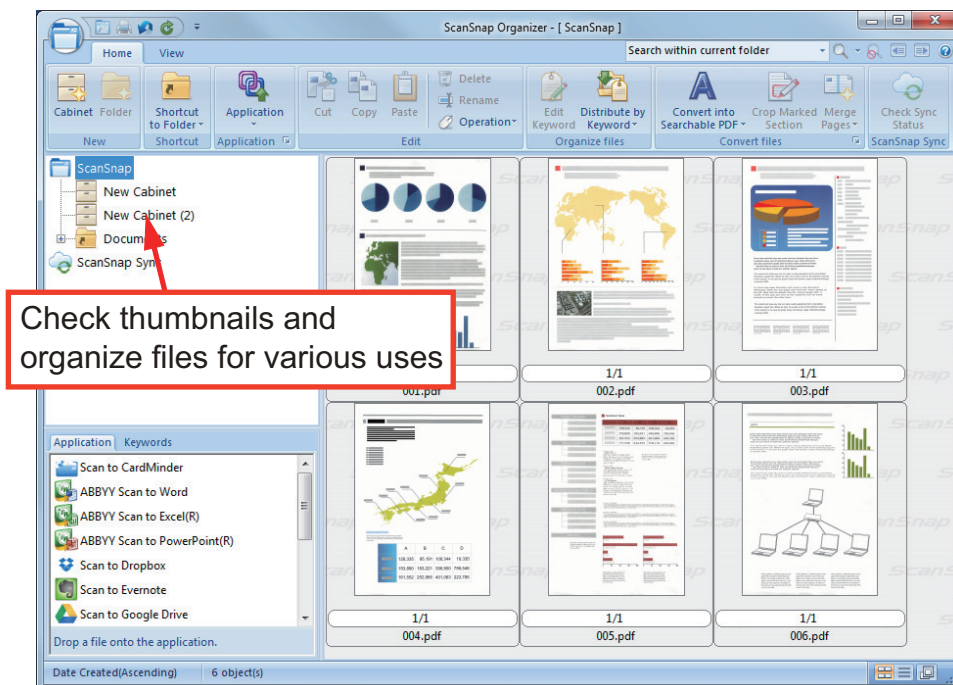 ScanSnap Organizer - [ ScanSnap ]
Home View
Search within current folder
Cabinet Folder
Shortcut to Folder
Application
Cut Copy Paste
Delete
Rename
Operation
Edit Keyword
Distribute by Keyword
Convert into Searchable PDF
Crop Marked Section
Merge Pages
Check Sync Status
New Shortcut Application Edit Organize files Convert files ScanSnap Sync
ScanSnap
New Cabinet
New Cabinet (2)
ScanSnap Sync
Check thumbnails and
organize files for various uses
1/1 1/1
001.pdf 002.pdf 003.pdf
Application Keywords
Scan to CardMinder
ABBYY Scan to Word
ABBYY Scan to Excel(R)
ABBYY Scan to PowerPoint(R)
Scan to Dropbox
Scan to Evernote
Scan to Google Drive
Drop a file onto the application.
A B C D
1/1 1/1 1/1
004.pdf 005.pdf 006.pdf
Date Created(Ascending) 6 object(s)